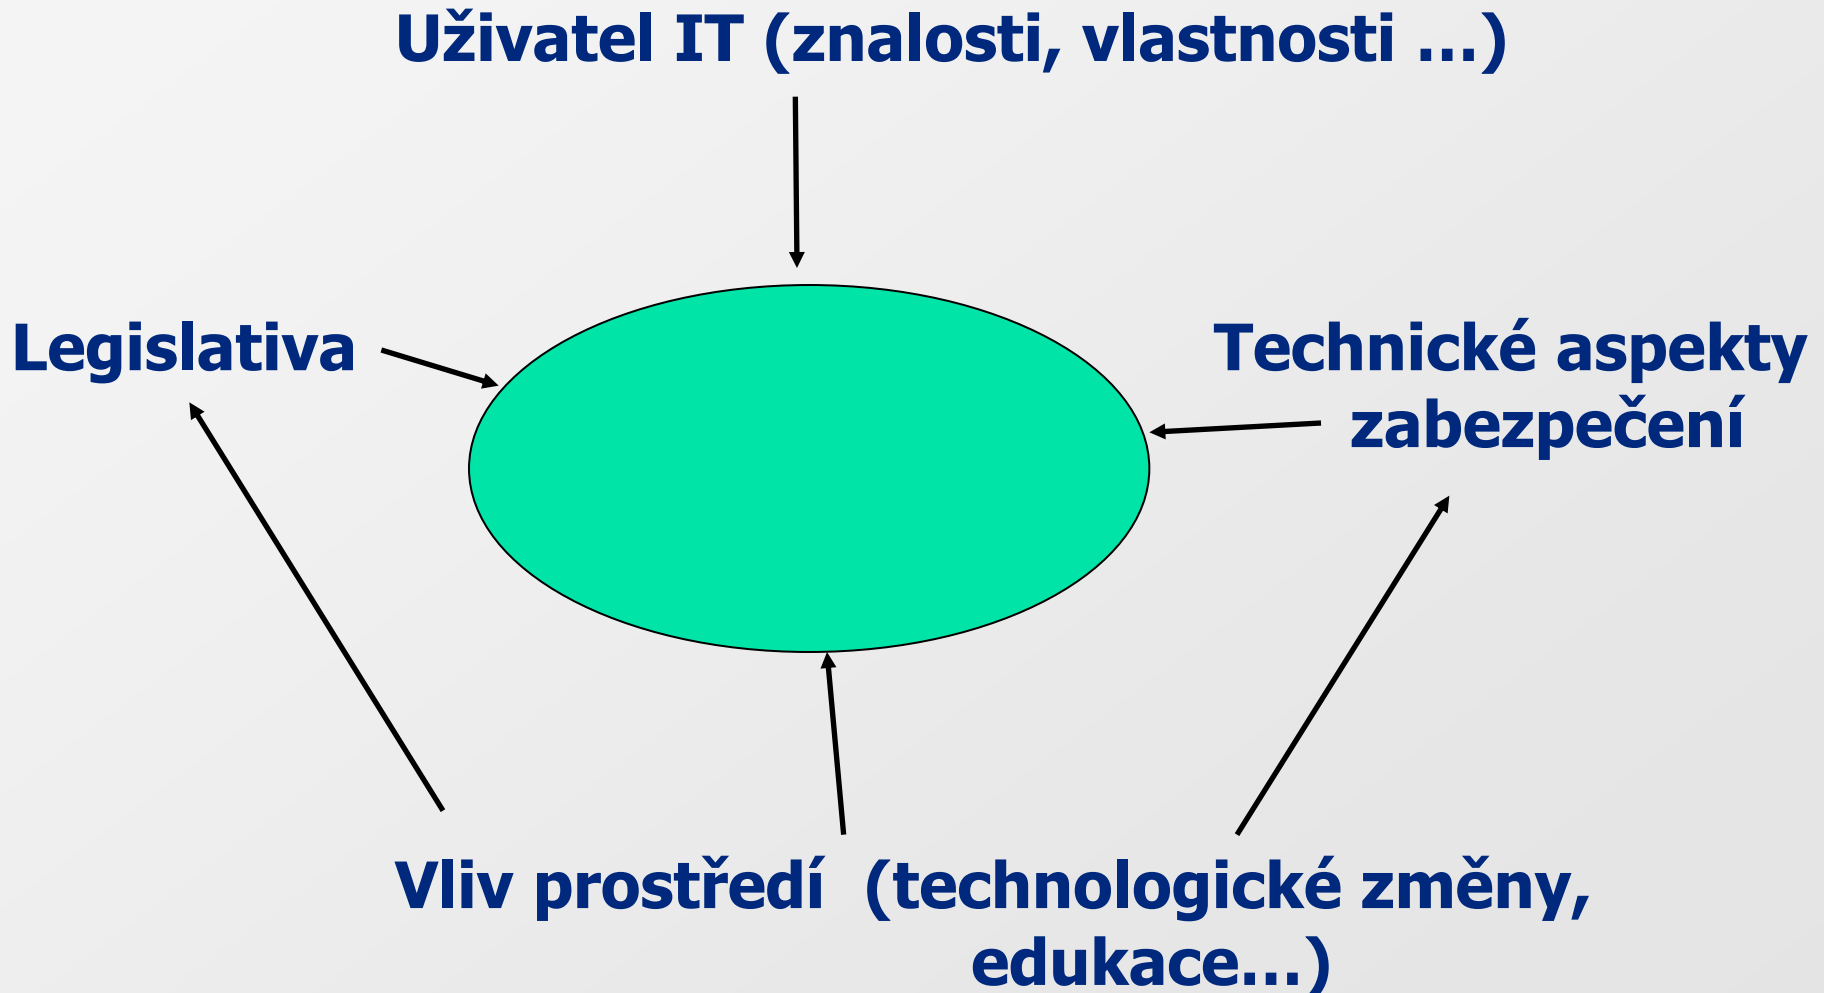 Uživatel IT (znalosti, vlastnosti …)
Legislativa
Technické aspekty
zabezpečení
Vliv prostředí  (technologické změny,
edukace…)